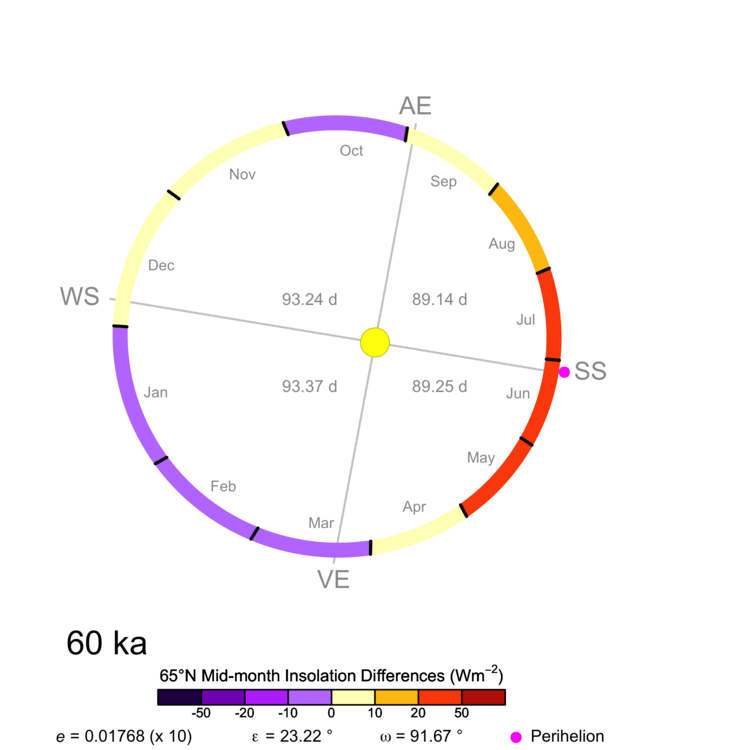 AE
Oct
Nov
Sep
Aug
Dec
WS
93.24 d
89.14 d
Jul
SS
93.37 d
89.25 d
Jan
Jun
May
Feb
Apr
Mar
VE
60 ka
65°N Mid-month Insolation Differences (Wm⁻²)
-50 -20 -10 0 10 20 50
e = 0.01768 (x 10) ε = 23.22 ° ω = 91.67 ° Perihelion